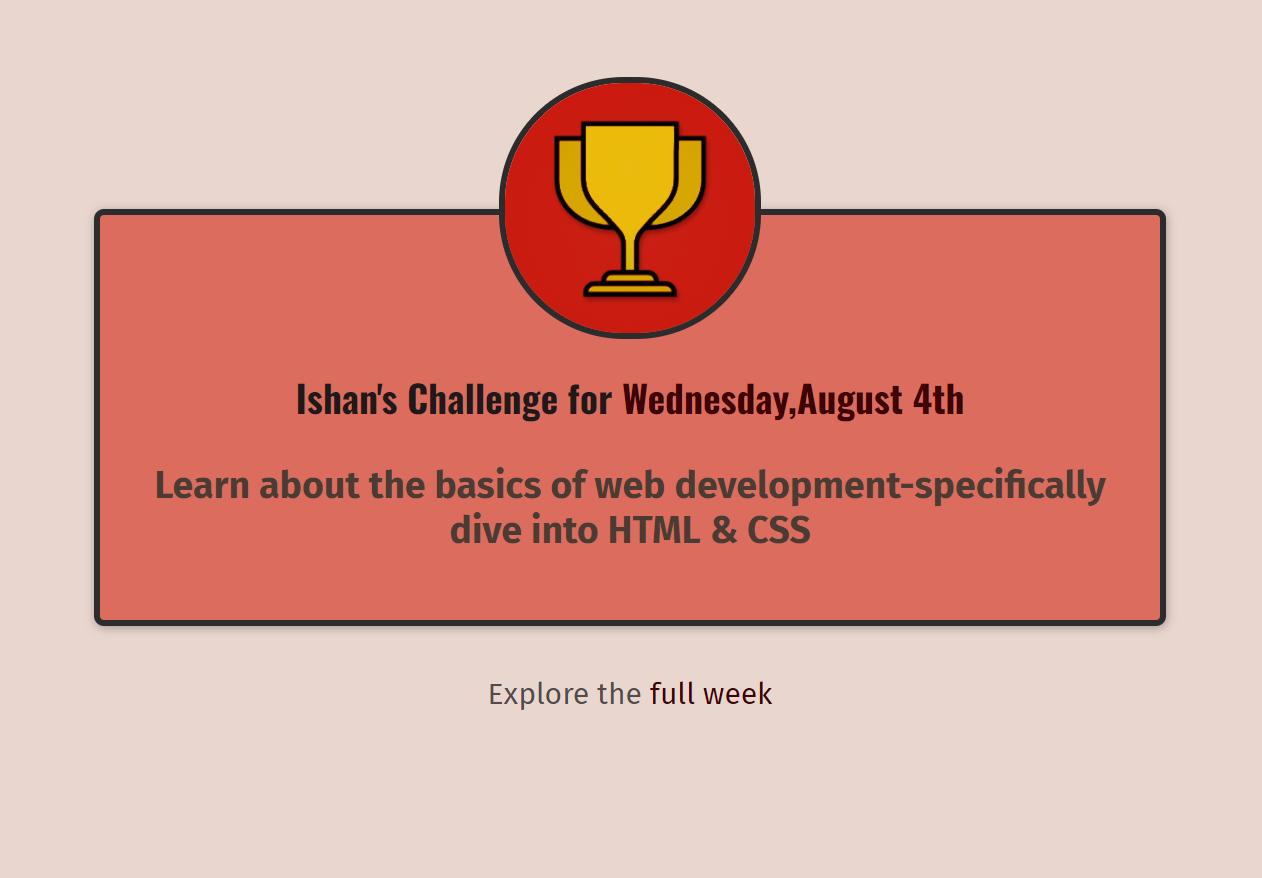 Ishan's Challenge for Wednesday,August 4th
Learn about the basics of web development-specifically
dive into HTML & CSS
Explore the full week